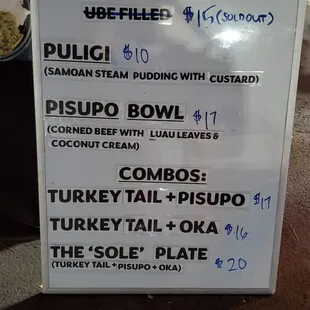 UBE FILLED $15 (SOLD OUT)
PULIGI $10
(SAMOAN STEAM PUDDING WITH CUSTARD)
PISUPO BOWL $17
(CORNED BEEF WITH LUAU LEAVES &
COCONUT CREAM)
COMBOS:
TURKEY TAIL + PISUPO $17
TURKEY TAIL + OKA $16
THE 'SOLE' PLATE $20
(TURKEY TAIL + PISUPO + OKA)